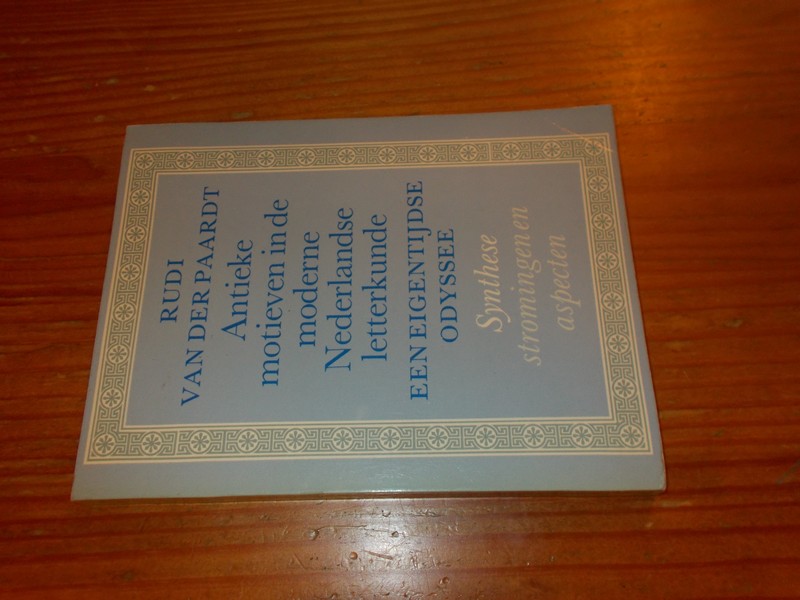 RUDI
VAN DER PAARDT
Antieke
motieven in de
moderne
Nederlandse
letterkunde
EEN EIGENTIJDSE
ODYSSEE
Synthese
stromingen en
aspecten